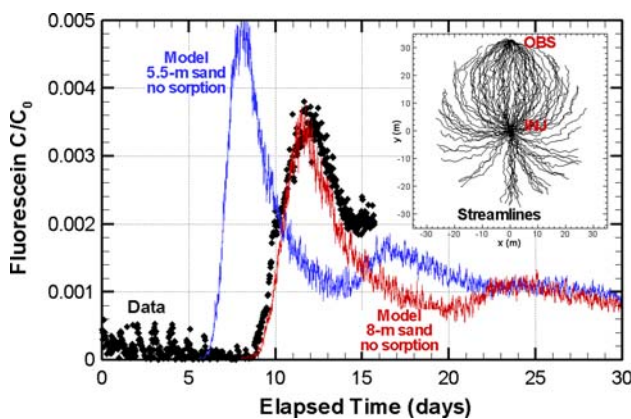 0.005
0.004
0.003
0.002
0.001
0
Fluorescein C/C0
Model
5.5-m sand
no sorption
Data
Model
8-m sand
no sorption
OBS
INJ
Streamlines
y (m)
30
20
10
0
-10
-20
-30
-30 -20 -10 0 10 20 30
x (m)
0 5 10 15 20 25 30
Elapsed Time (days)